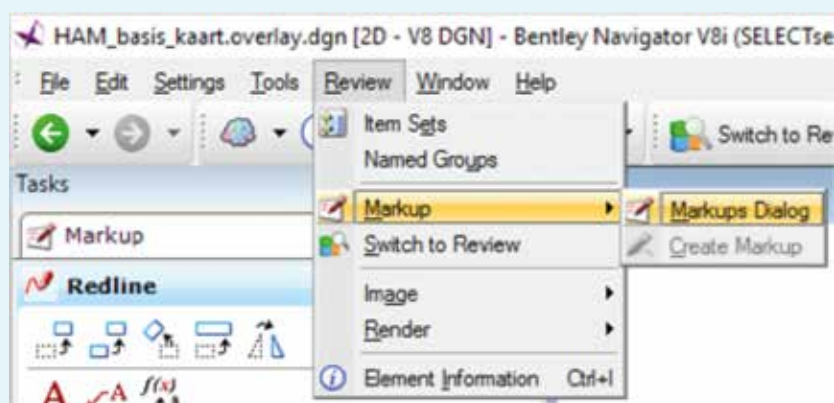 HAM_basis_kaart.overlay.dgn [2D - V8 DGN] - Bentley Navigator V8i (SELECTse
File Edit Settings Tools Review Window Help
Item Sets
Switch to Re
Named Groups
Tasks
Markup
Markups Dialog
Markup
Switch to Review
Create Markup
Redline
Image
Render
Element Information Ctrl+I
A A f(x)